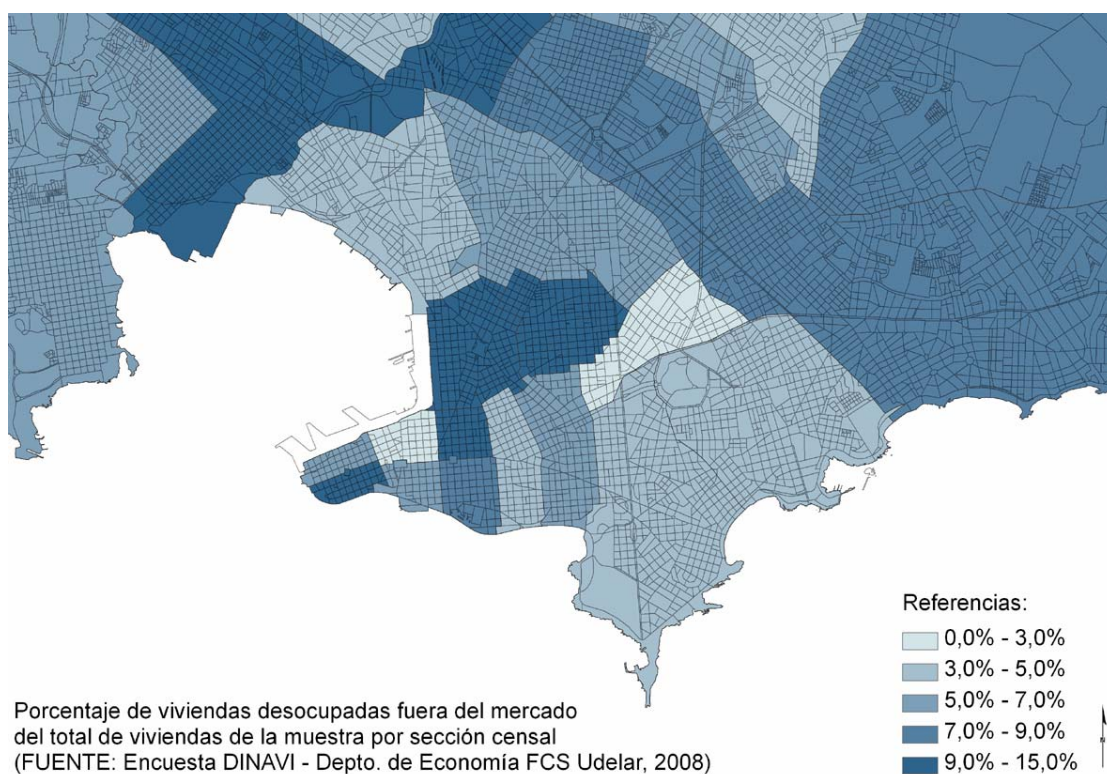 Referencias:
0,0% - 3,0%
3,0% - 5,0%
5,0% - 7,0%
7,0% - 9,0%
9,0% - 15,0%
Porcentaje de viviendas desocupadas fuera del mercado
del total de viviendas de la muestra por sección censal
(FUENTE: Encuesta DINAVI - Depto. de Economía FCS Udelar, 2008)